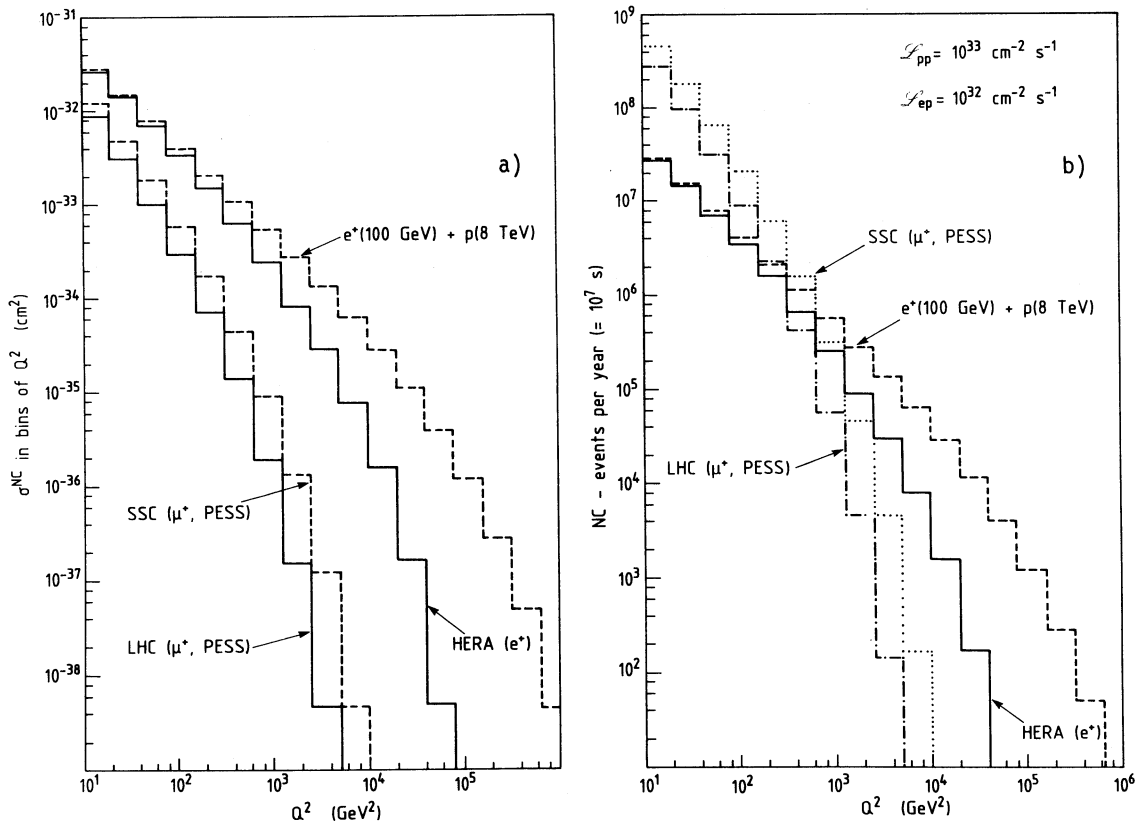 a)
σᴺᶜ in bins of Q² (cm²)
10⁻³¹
10⁻³²
10⁻³³
10⁻³⁴
10⁻³⁵
10⁻³⁶
10⁻³⁷
10⁻³⁸
e⁺(100 GeV) + p(8 TeV)
SSC (μ⁺, PESS)
LHC (μ⁺, PESS)
HERA (e⁺)
10¹ 10² 10³ 10⁴ 10⁵
Q² (GeV²)
b)
NC - events per year (= 10⁷ s)
10⁹
10⁸
10⁷
10⁶
10⁵
10⁴
10³
10²
ℒpp = 10³³ cm⁻² s⁻¹
ℒep = 10³² cm⁻² s⁻¹
SSC (μ⁺, PESS)
e⁺(100 GeV) + p(8 TeV)
LHC (μ⁺, PESS)
HERA (e⁺)
10¹ 10² 10³ 10⁴ 10⁵ 10⁶
Q² (GeV²)